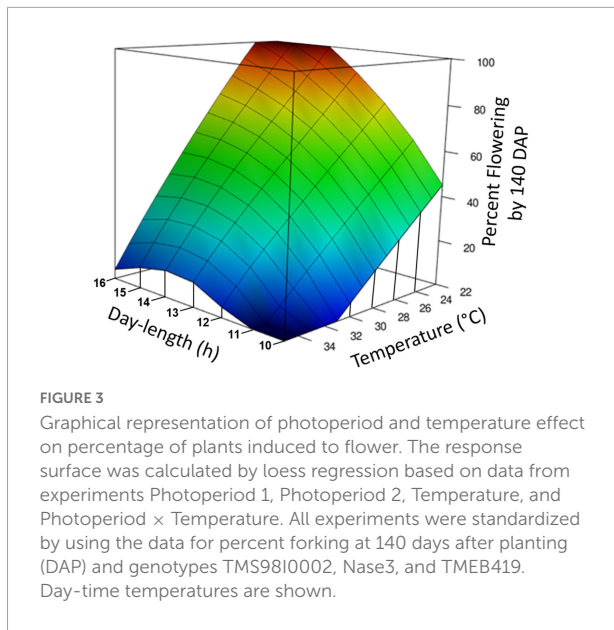 100
80
60
40
20
Percent Flowering
by 140 DAP
16
15
14
13
12
11
10
Day-length (h)
34
32
30
28
26
24
22
Temperature (°C)
FIGURE 3
Graphical representation of photoperiod and temperature effect
on percentage of plants induced to flower. The response
surface was calculated by loess regression based on data from
experiments Photoperiod 1, Photoperiod 2, Temperature, and
Photoperiod × Temperature. All experiments were standardized
by using the data for percent forking at 140 days after planting
(DAP) and genotypes TMS98I0002, Nase3, and TMEB419.
Day-time temperatures are shown.